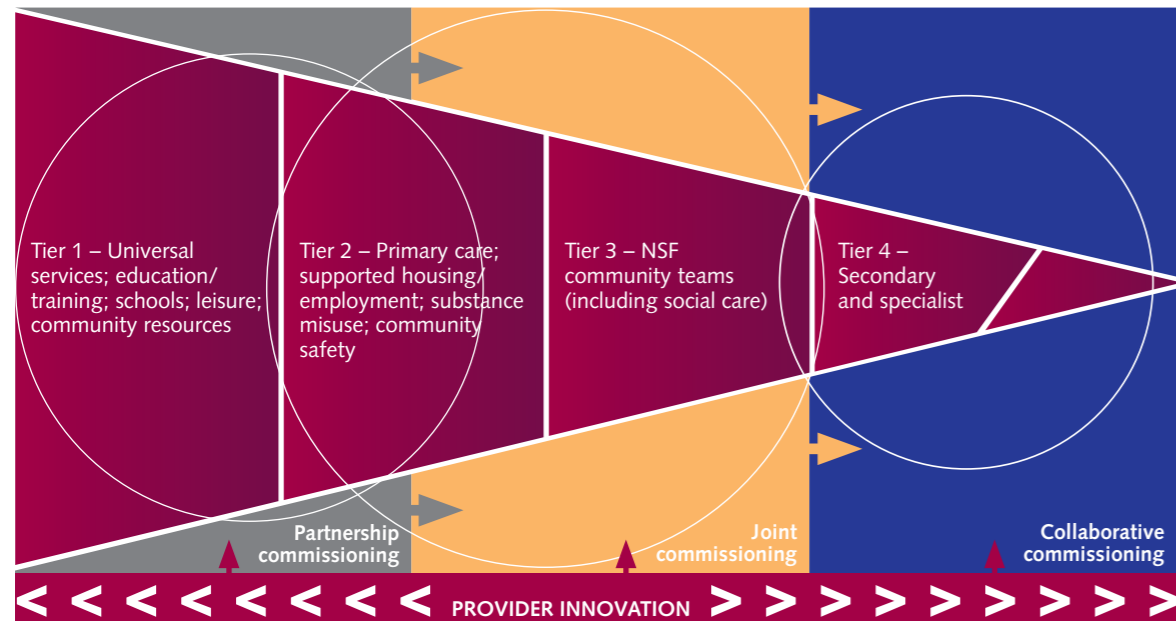 Tier 1 – Universal
services; education/
training; schools; leisure;
community resources
Tier 2 – Primary care;
supported housing/
employment; substance
misuse; community
safety
Tier 3 – NSF
community teams
(including social care)
Tier 4 –
Secondary
and specialist
Partnership
commissioning
Joint
commissioning
Collaborative
commissioning
< < < < < < < < < < PROVIDER INNOVATION > > > > > > > > > > >